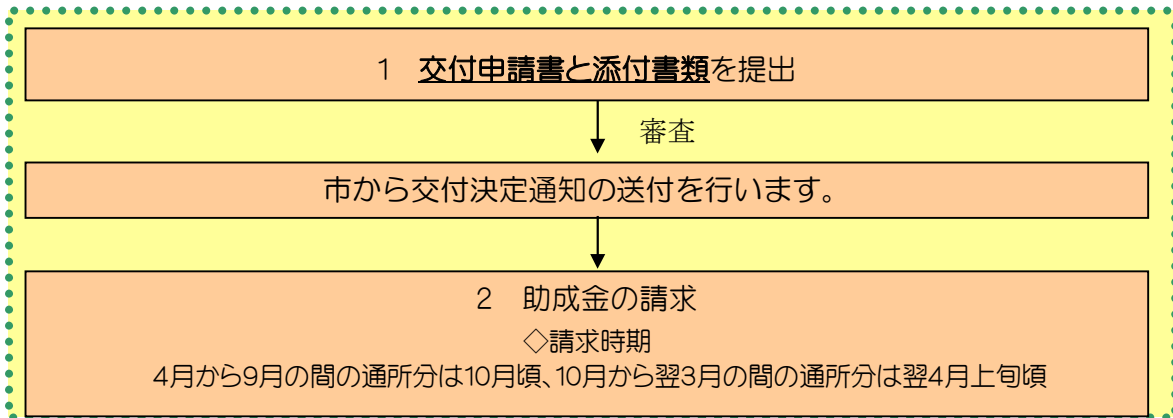 1　交付申請書と添付書類を提出
審査
市から交付決定通知の送付を行います。
2　助成金の請求
◇請求時期
4月から9月の間の通所分は10月頃、10月から翌3月の間の通所分は翌4月上旬頃